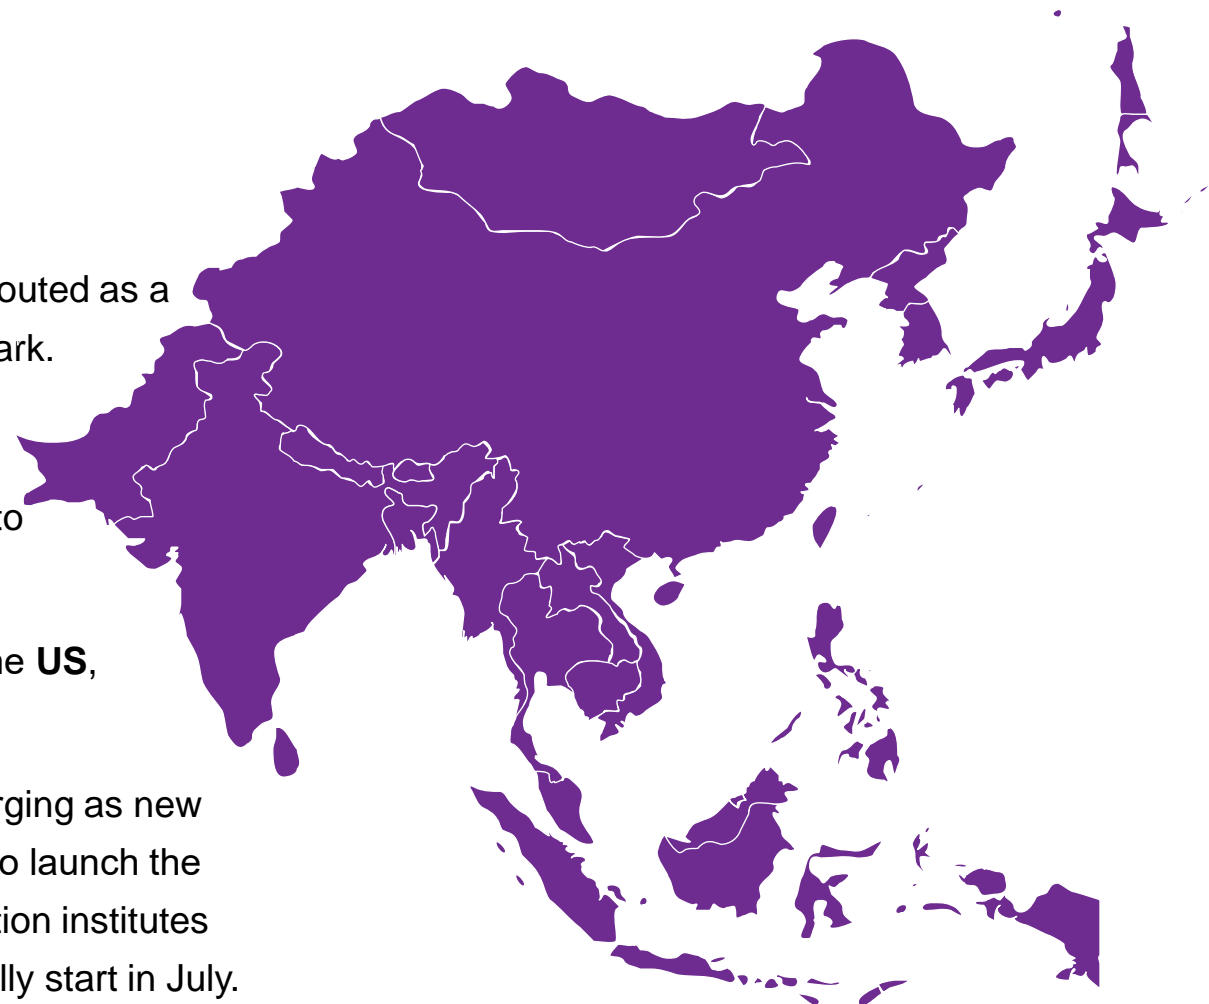 outed as a
ark.
to
ne US,
rging as new
o launch the
tion institutes
lly start in July.